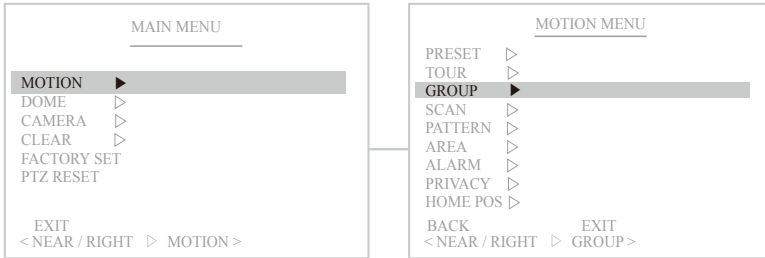 MAIN MENU
MOTION ▶
DOME ▷
CAMERA ▷
CLEAR ▷
FACTORY SET
PTZ RESET
EXIT
< NEAR / RIGHT ▷ MOTION >
MOTION MENU
PRESET ▷
TOUR ▷
GROUP ▶
SCAN ▷
PATTERN ▷
AREA ▷
ALARM ▷
PRIVACY ▷
HOME POS ▷
BACK EXIT
< NEAR / RIGHT ▷ GROUP >